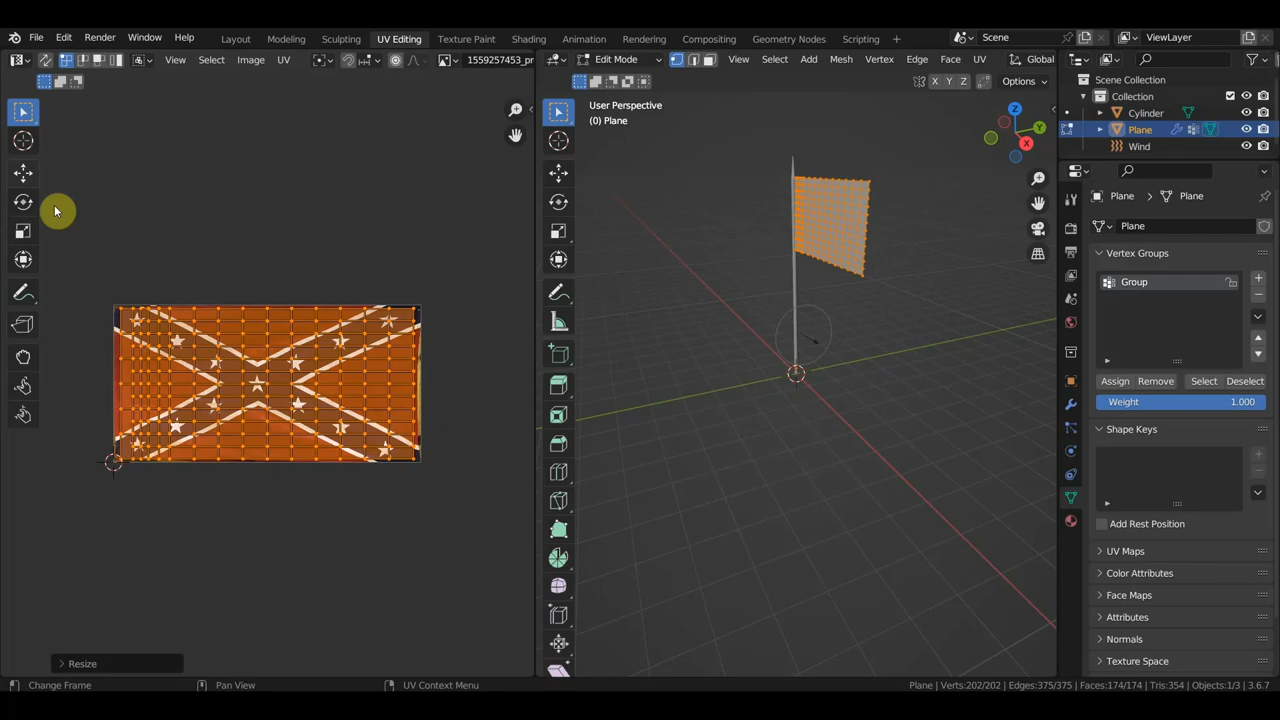 File Edit Render Window Help Layout Modeling Sculpting UV Editing Texture Paint Shading Animation Rendering Compositing Geometry Nodes Scripting Scene ViewLayer
View Select Image UV 1559257453_pr Edit Mode View Select Add Mesh Vertex Edge Face UV Global
X Y Z Options
Scene Collection
Collection
User Perspective
(0) Plane
Cylinder
Plane
Wind
Z
Y
X
Plane > Plane
Plane
Vertex Groups
Group
Assign Remove Select Deselect
Weight 1.000
Shape Keys
Add Rest Position
UV Maps
Color Attributes
Face Maps
Attributes
Normals
Texture Space
Resize
Change Frame Pan View UV Context Menu Plane | Verts:202/202 | Edges:375/375 | Faces:174/174 | Tris:354 | Objects:1/3 | 3.6.7